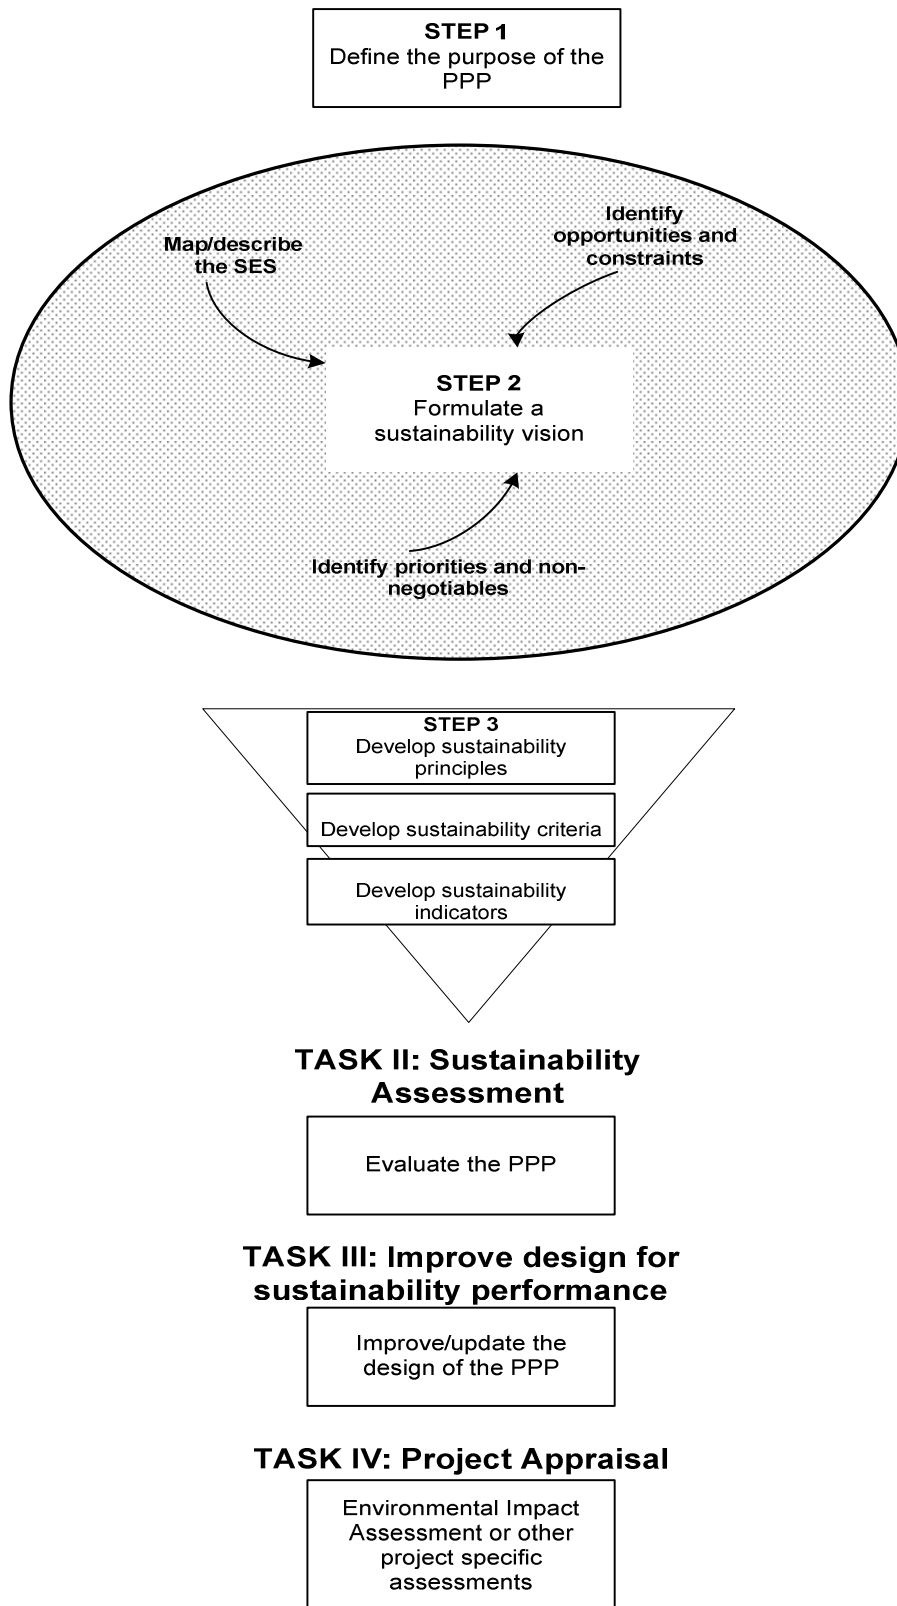 STEP 1
Define the purpose of the
PPP
Identify
opportunities and
constraints
Map/describe
the SES
STEP 2
Formulate a
sustainability vision
Identify priorities and non-
negotiables
STEP 3
Develop sustainability
principles
Develop sustainability criteria
Develop sustainability
indicators
TASK II: Sustainability
Assessment
Evaluate the PPP
TASK III: Improve design for
sustainability performance
Improve/update the
design of the PPP
TASK IV: Project Appraisal
Environmental Impact
Assessment or other
project specific
assessments